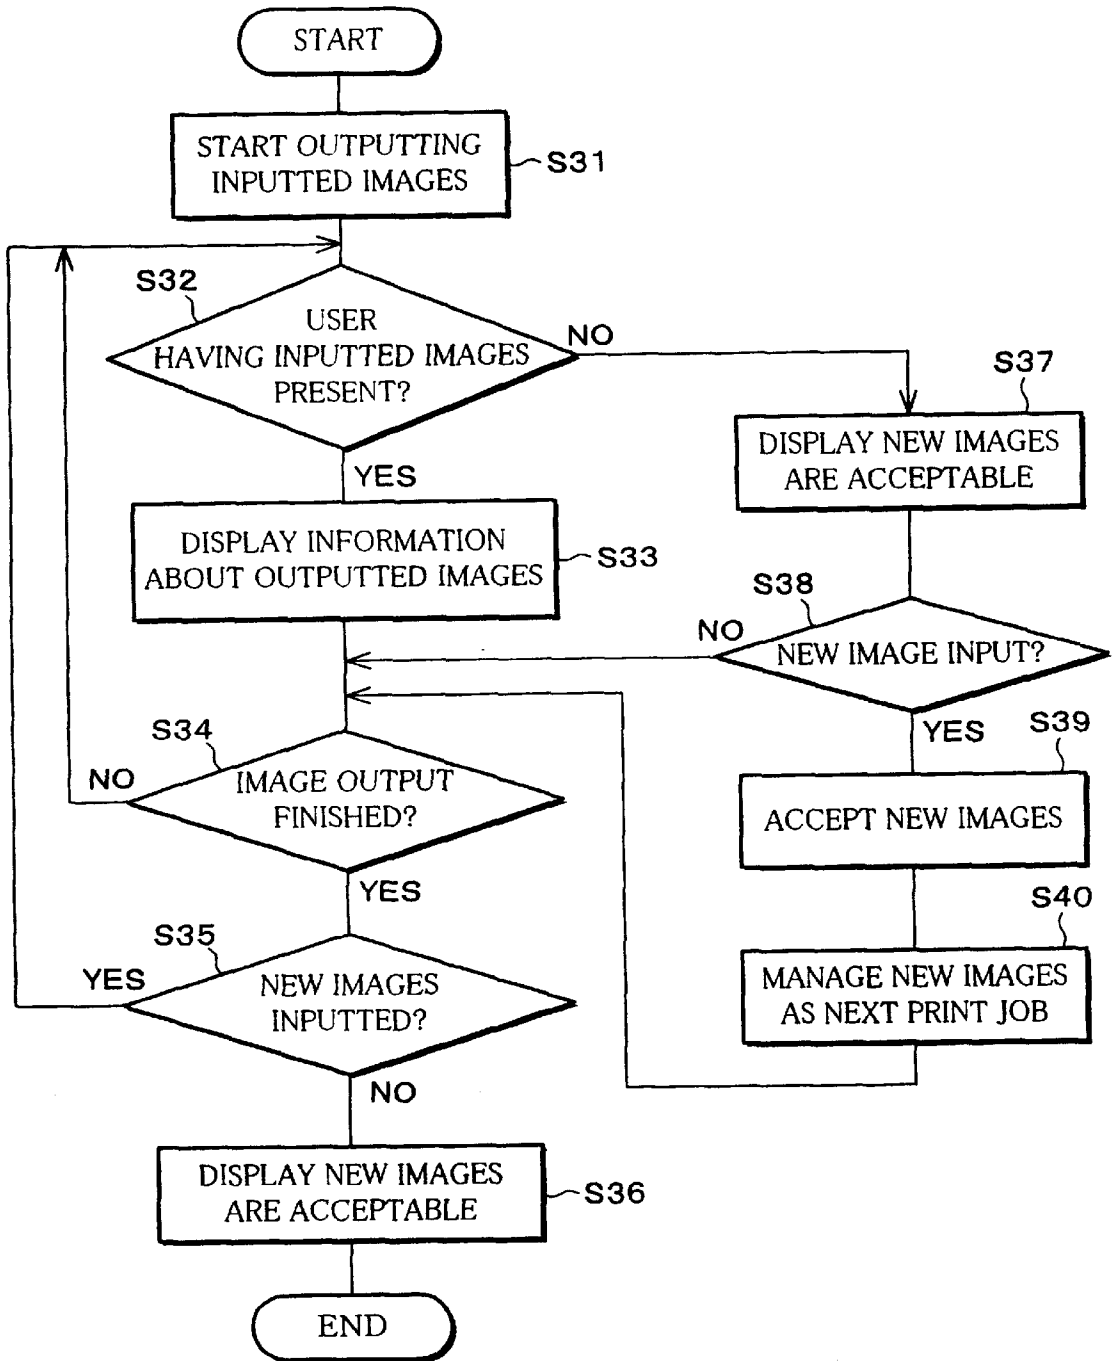 START
START OUTPUTTING
INPUTTED IMAGES
S31
S32
USER
HAVING INPUTTED IMAGES
PRESENT?
NO
YES
S37
DISPLAY NEW IMAGES
ARE ACCEPTABLE
DISPLAY INFORMATION
ABOUT OUTPUTTED IMAGES
S33
S38
NO
NEW IMAGE INPUT?
YES
S34
NO
IMAGE OUTPUT
FINISHED?
YES
S39
ACCEPT NEW IMAGES
S40
MANAGE NEW IMAGES
AS NEXT PRINT JOB
S35
YES
NEW IMAGES
INPUTTED?
NO
DISPLAY NEW IMAGES
ARE ACCEPTABLE
S36
END